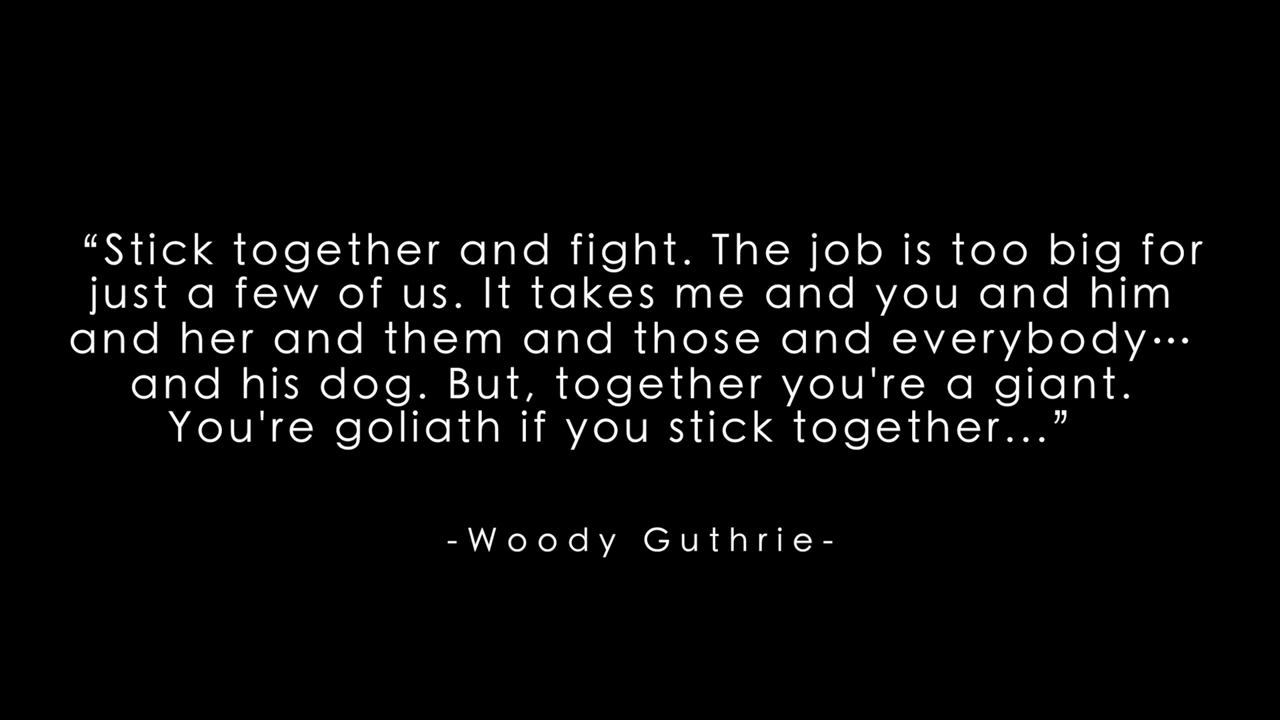 “Stick together and fight. The job is too big for
just a few of us. It takes me and you and him
and her and them and those and everybody⋯
and his dog. But, together you're a giant.
You're goliath if you stick together...”
-Woody Guthrie-